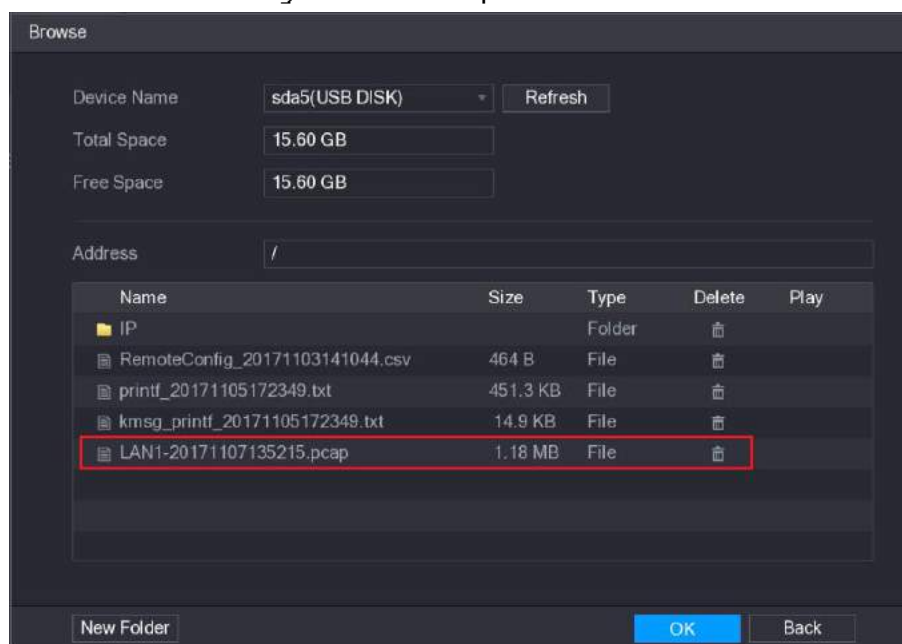 Browse
Device Name sda5(USB DISK) Refresh
Total Space 15.60 GB
Free Space 15.60 GB
Address /
Name Size Type Delete Play
IP Folder
RemoteConfig_20171103141044.csv 464 B File
printf_20171105172349.txt 451.3 KB File
kmsg_printf_20171105172349.txt 14.9 KB File
LAN1-20171107135215.pcap 1.18 MB File
New Folder OK Back